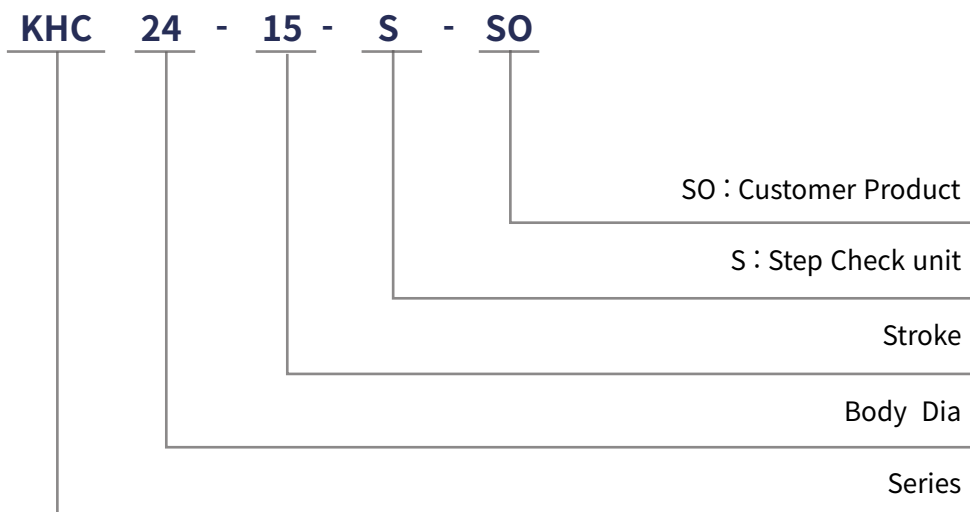 KHC 24 - 15 - S - SO
SO : Customer Product
S : Step Check unit
Stroke
Body Dia
Series